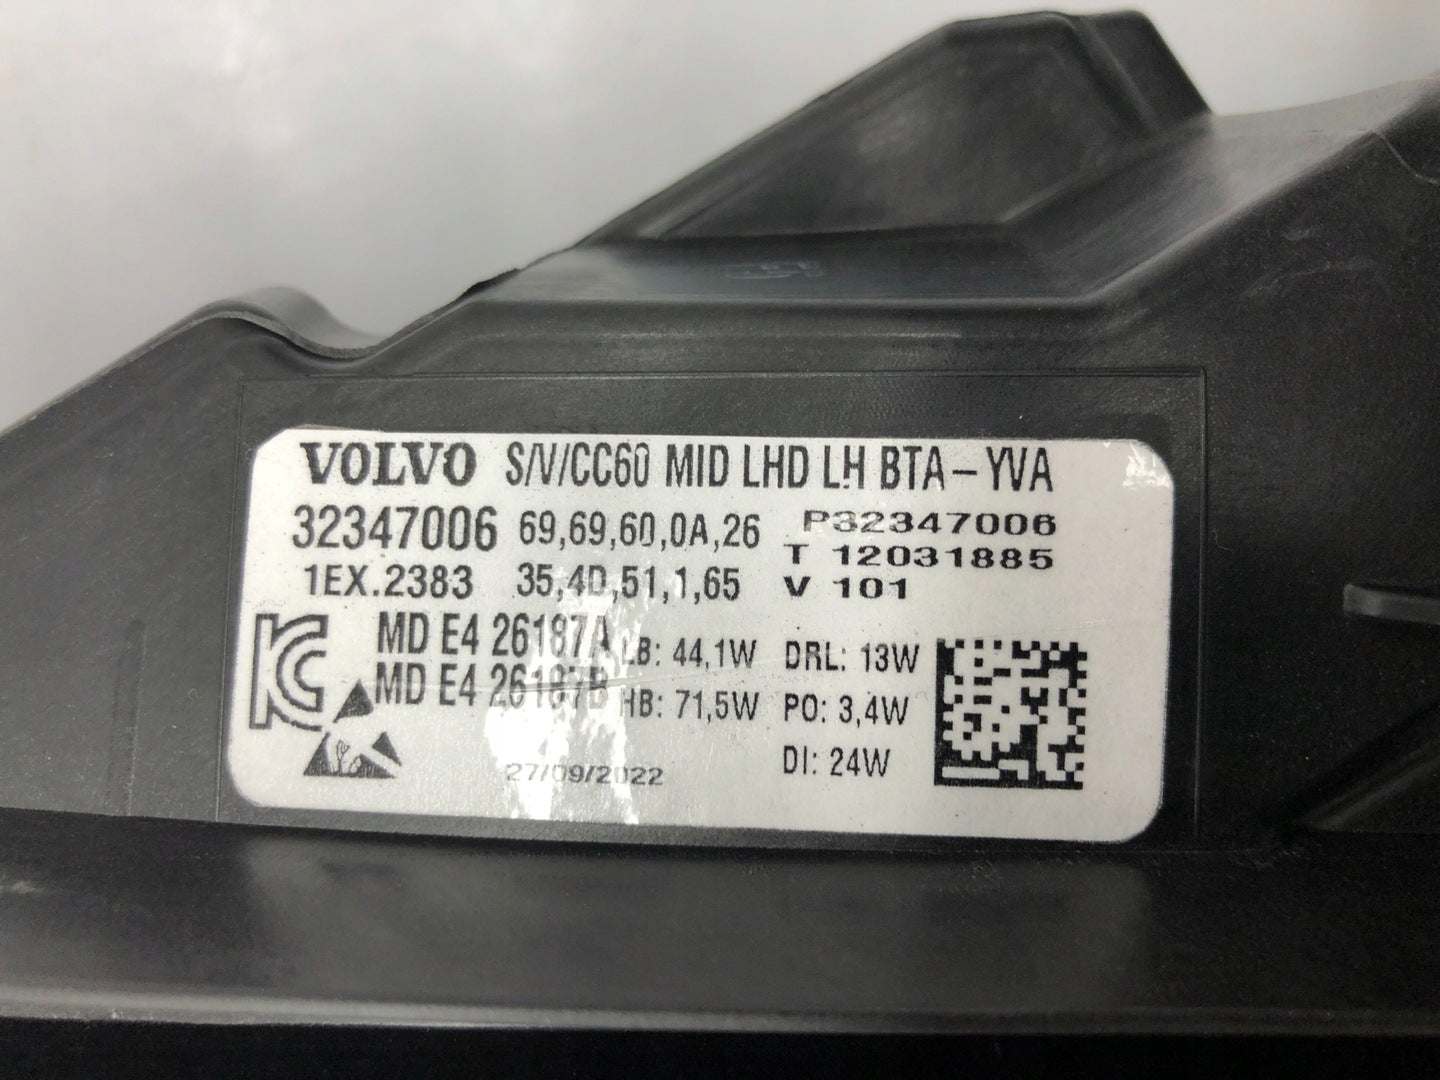 VOLVO S/V/CC60 MID LHD LH BTA-YVA
32347006 69,69,60,0A,26 P32347006
T 12031885
1EX.2383 35,4D,51,1,65 V 101
MD E4 26187A LB: 44,1W DRL: 13W
MD E4 26187B HB: 71,5W PO: 3,4W
27/09/2022 DI: 24W